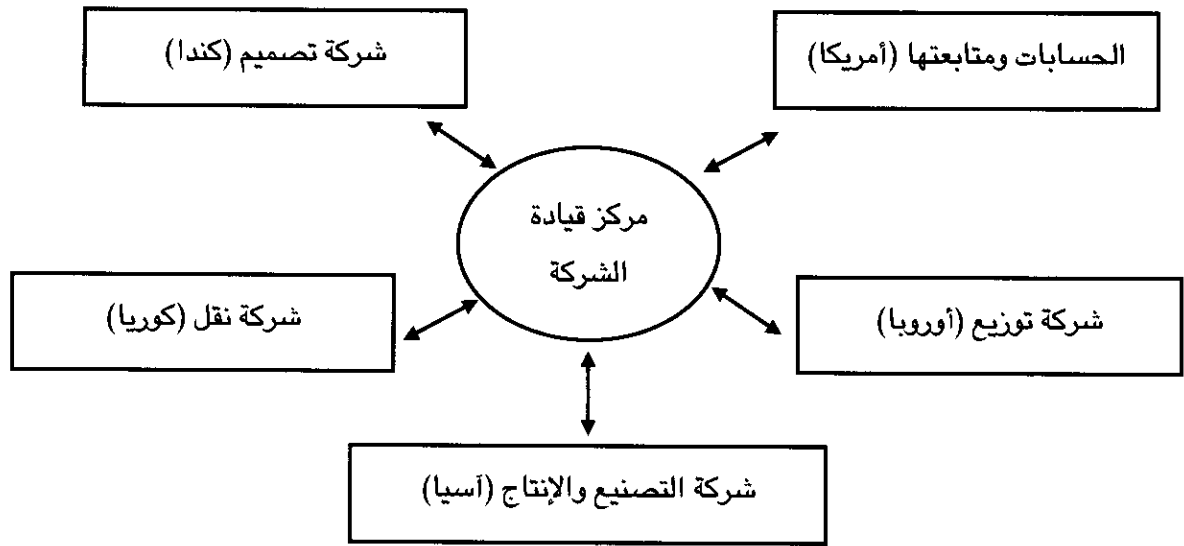 الحسابات ومتابعتها (أمريكا)
شركة تصميم (كندا)
مركز قيادة
الشركة
شركة توزيع (أوروبا)
شركة نقل (كوريا)
شركة التصنيع والإنتاج (آسيا)